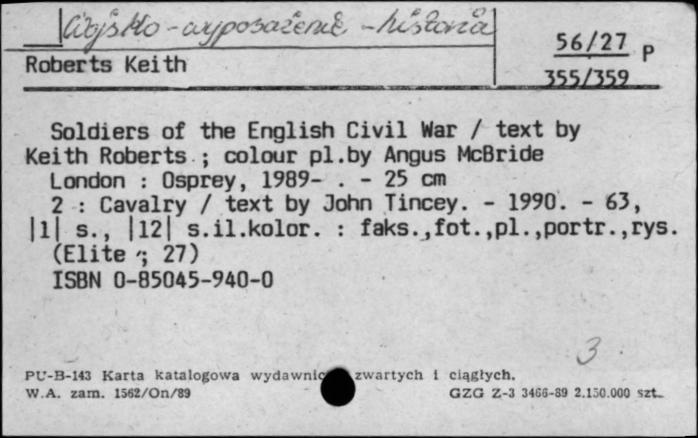 Wojsko - wyposażenie - historia
56/27 p
Roberts Keith
355/359
Soldiers of the English Civil War / text by
Keith Roberts ; colour pl.by Angus McBride
London : Osprey, 1989- . - 25 cm
2 : Cavalry / text by John Tincey. - 1990. - 63,
|1| s., |12| s.il.kolor. : faks.,fot.,pl.,portr.,rys.
(Elite ; 27)
ISBN 0-85045-940-0
3
PU-B-143 Karta katalogowa wydawnic zwartych i ciągłych.
W.A. zam. 1562/On/89 GZG Z-3 3466-89 2.150.000 szt.